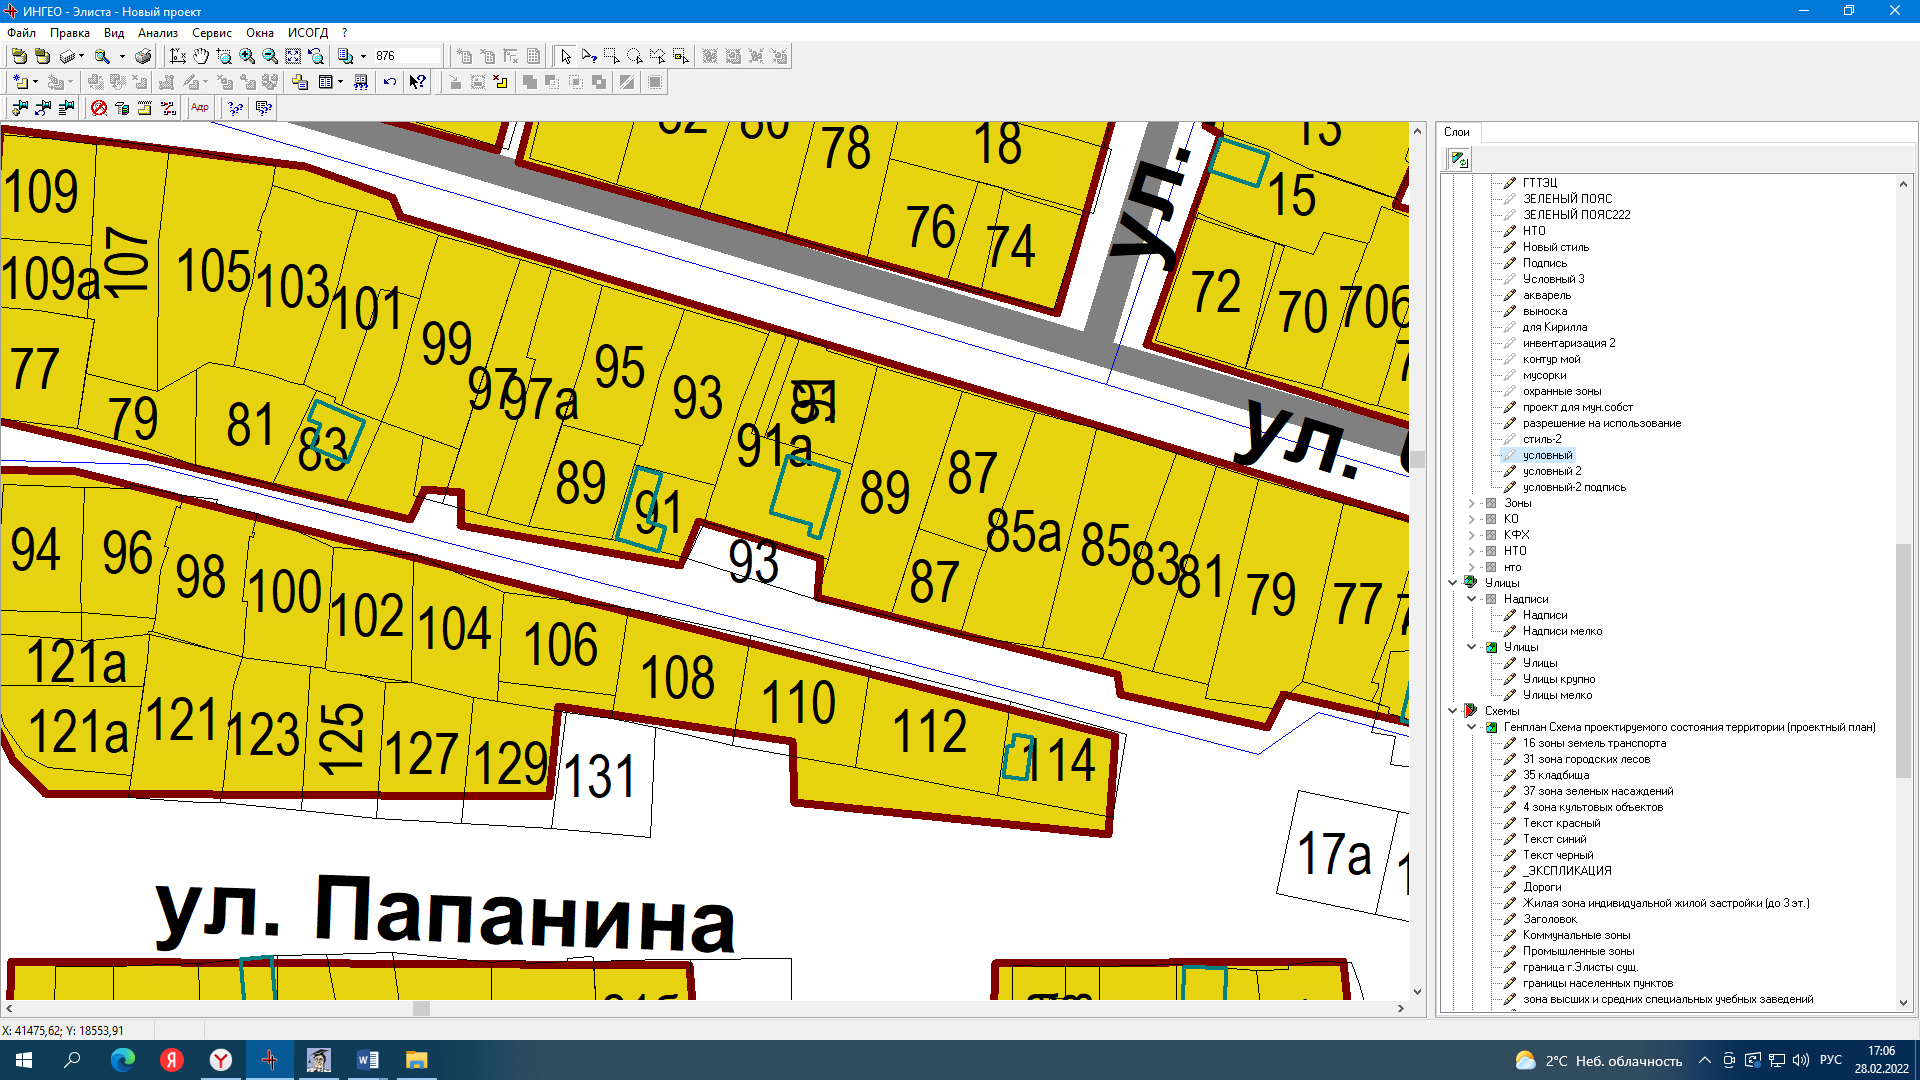 ИНГЕО - Элиста - Новый проект
Файл Правка Вид Анализ Сервис Окна ИСОГД ?
876
Адр
78
18
13
76
74
15
72
70
706
ул.
ул.
109
107
109а
105
103
101
99
97
97а
95
93
91
91а
77
79
81
83
89
91
93
89
87
87
85а
85
83
81
79
77
94
96
98
100
102
104
106
108
110
112
114
121а
121а
121
123
125
127
129
131
17а
ул. Папанина
Слои
ГТТЭЦ
ЗЕЛЕНЫЙ ПОЯС
ЗЕЛЕНЫЙ ПОЯС222
НТО
Новый стиль
Подпись
Условный 3
акварель
выноска
для Кирилла
инвентаризация 2
контур мой
мусорки
охранные зоны
проект для мун.собст
разрешение на использование
стиль-2
условный
условный 2
условный-2 подпись
Зоны
КО
КФХ
НТО
нто
Улицы
Надписи
Надписи
Надписи мелко
Улицы
Улицы
Улицы крупно
Улицы мелко
Схемы
Генплан Схема проектируемого состояния территории (проектный план)
16 зоны земель транспорта
31 зона городских лесов
35 кладбища
37 зона зеленых насаждений
4 зона культовых объектов
Текст красный
Текст синий
Текст черный
_ЭКСПЛИКАЦИЯ
Дороги
Жилая зона индивидуальной жилой застройки (до 3 эт.)
Заголовок
Коммунальные зоны
Промышленные зоны
граница г.Элисты сущ.
границы населенных пунктов
зона высших и средних специальных учебных заведений
X: 41475,62; Y: 18553,91
2°C Неб. облачность
РУС
17:06
28.02.2022